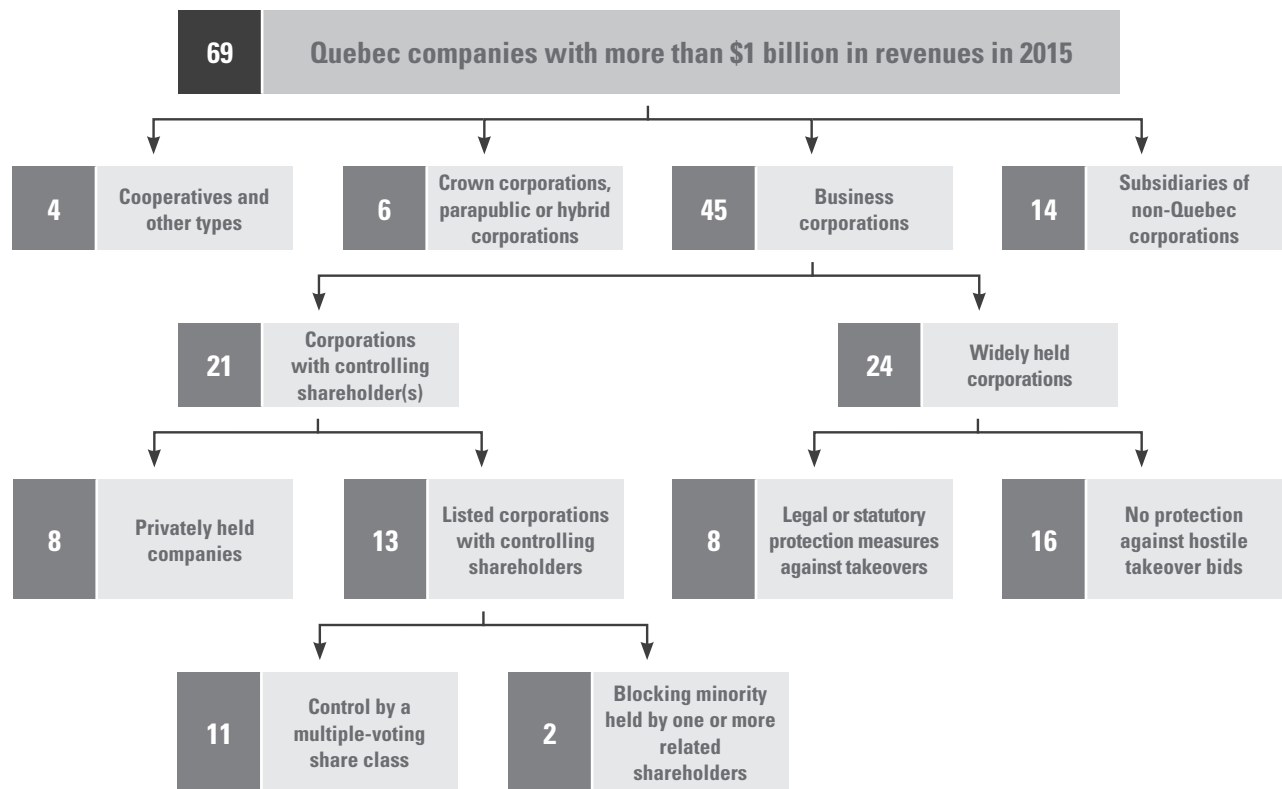 69 Quebec companies with more than $1 billion in revenues in 2015
4
Cooperatives and
other types
6
Crown corporations,
parapublic or hybrid
corporations
45
Business
corporations
14
Subsidiaries of
non-Quebec
corporations
21
Corporations
with controlling
shareholder(s)
24
Widely held
corporations
8
Privately held
companies
13
Listed corporations
with controlling
shareholders
8
Legal or statutory
protection measures
against takeovers
16
No protection
against hostile
takeover bids
11
Control by a
multiple-voting
share class
2
Blocking minority
held by one or more
related
shareholders